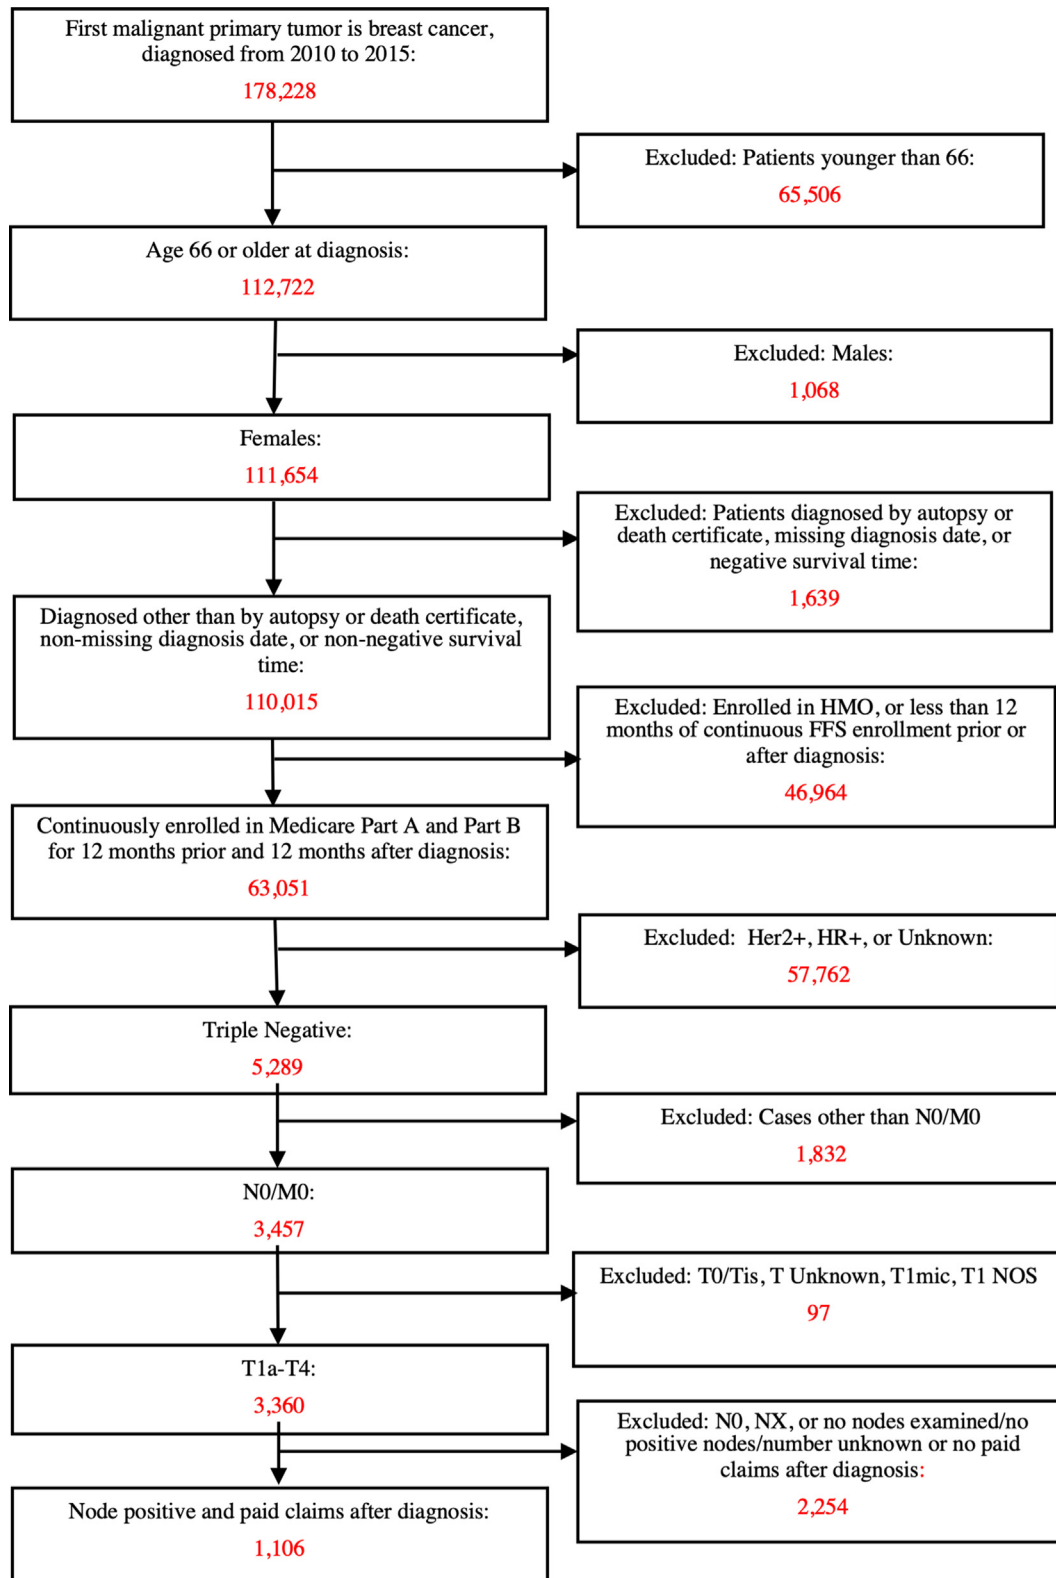 First malignant primary tumor is breast cancer,
diagnosed from 2010 to 2015:
178,228
Excluded: Patients younger than 66:
65,506
Age 66 or older at diagnosis:
112,722
Excluded: Males:
1,068
Females:
111,654
Excluded: Patients diagnosed by autopsy or
death certificate, missing diagnosis date, or
negative survival time:
1,639
Diagnosed other than by autopsy or death certificate,
non-missing diagnosis date, or non-negative survival
time:
110,015
Excluded: Enrolled in HMO, or less than 12
months of continuous FFS enrollment prior or
after diagnosis:
46,964
Continuously enrolled in Medicare Part A and Part B
for 12 months prior and 12 months after diagnosis:
63,051
Excluded: Her2+, HR+, or Unknown:
57,762
Triple Negative:
5,289
Excluded: Cases other than N0/M0
1,832
N0/M0:
3,457
Excluded: T0/Tis, T Unknown, T1mic, T1 NOS
97
T1a-T4:
3,360
Excluded: N0, NX, or no nodes examined/no
positive nodes/number unknown or no paid
claims after diagnosis:
2,254
Node positive and paid claims after diagnosis:
1,106